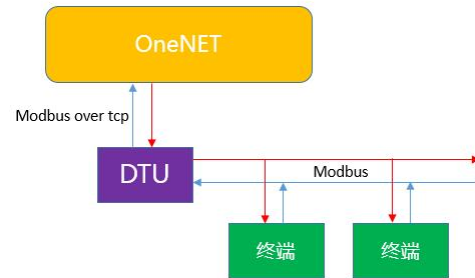 OneNET
Modbus over tcp
DTU
Modbus
终端
终端